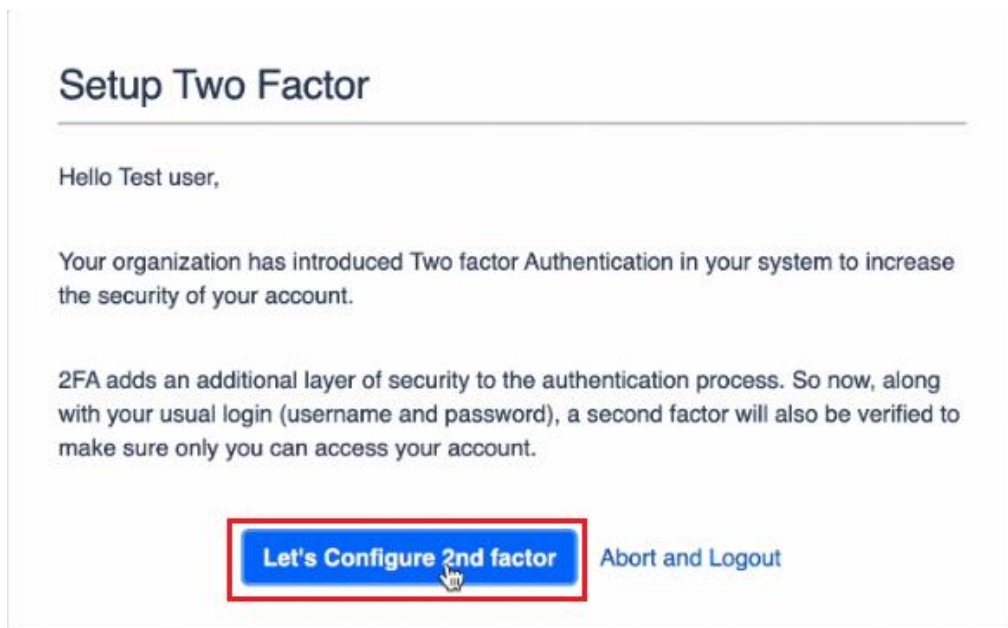 Setup Two Factor
Hello Test user,
Your organization has introduced Two factor Authentication in your system to increase
the security of your account.
2FA adds an additional layer of security to the authentication process. So now, along
with your usual login (username and password), a second factor will also be verified to
make sure only you can access your account.
Let's Configure 2nd factor Abort and Logout